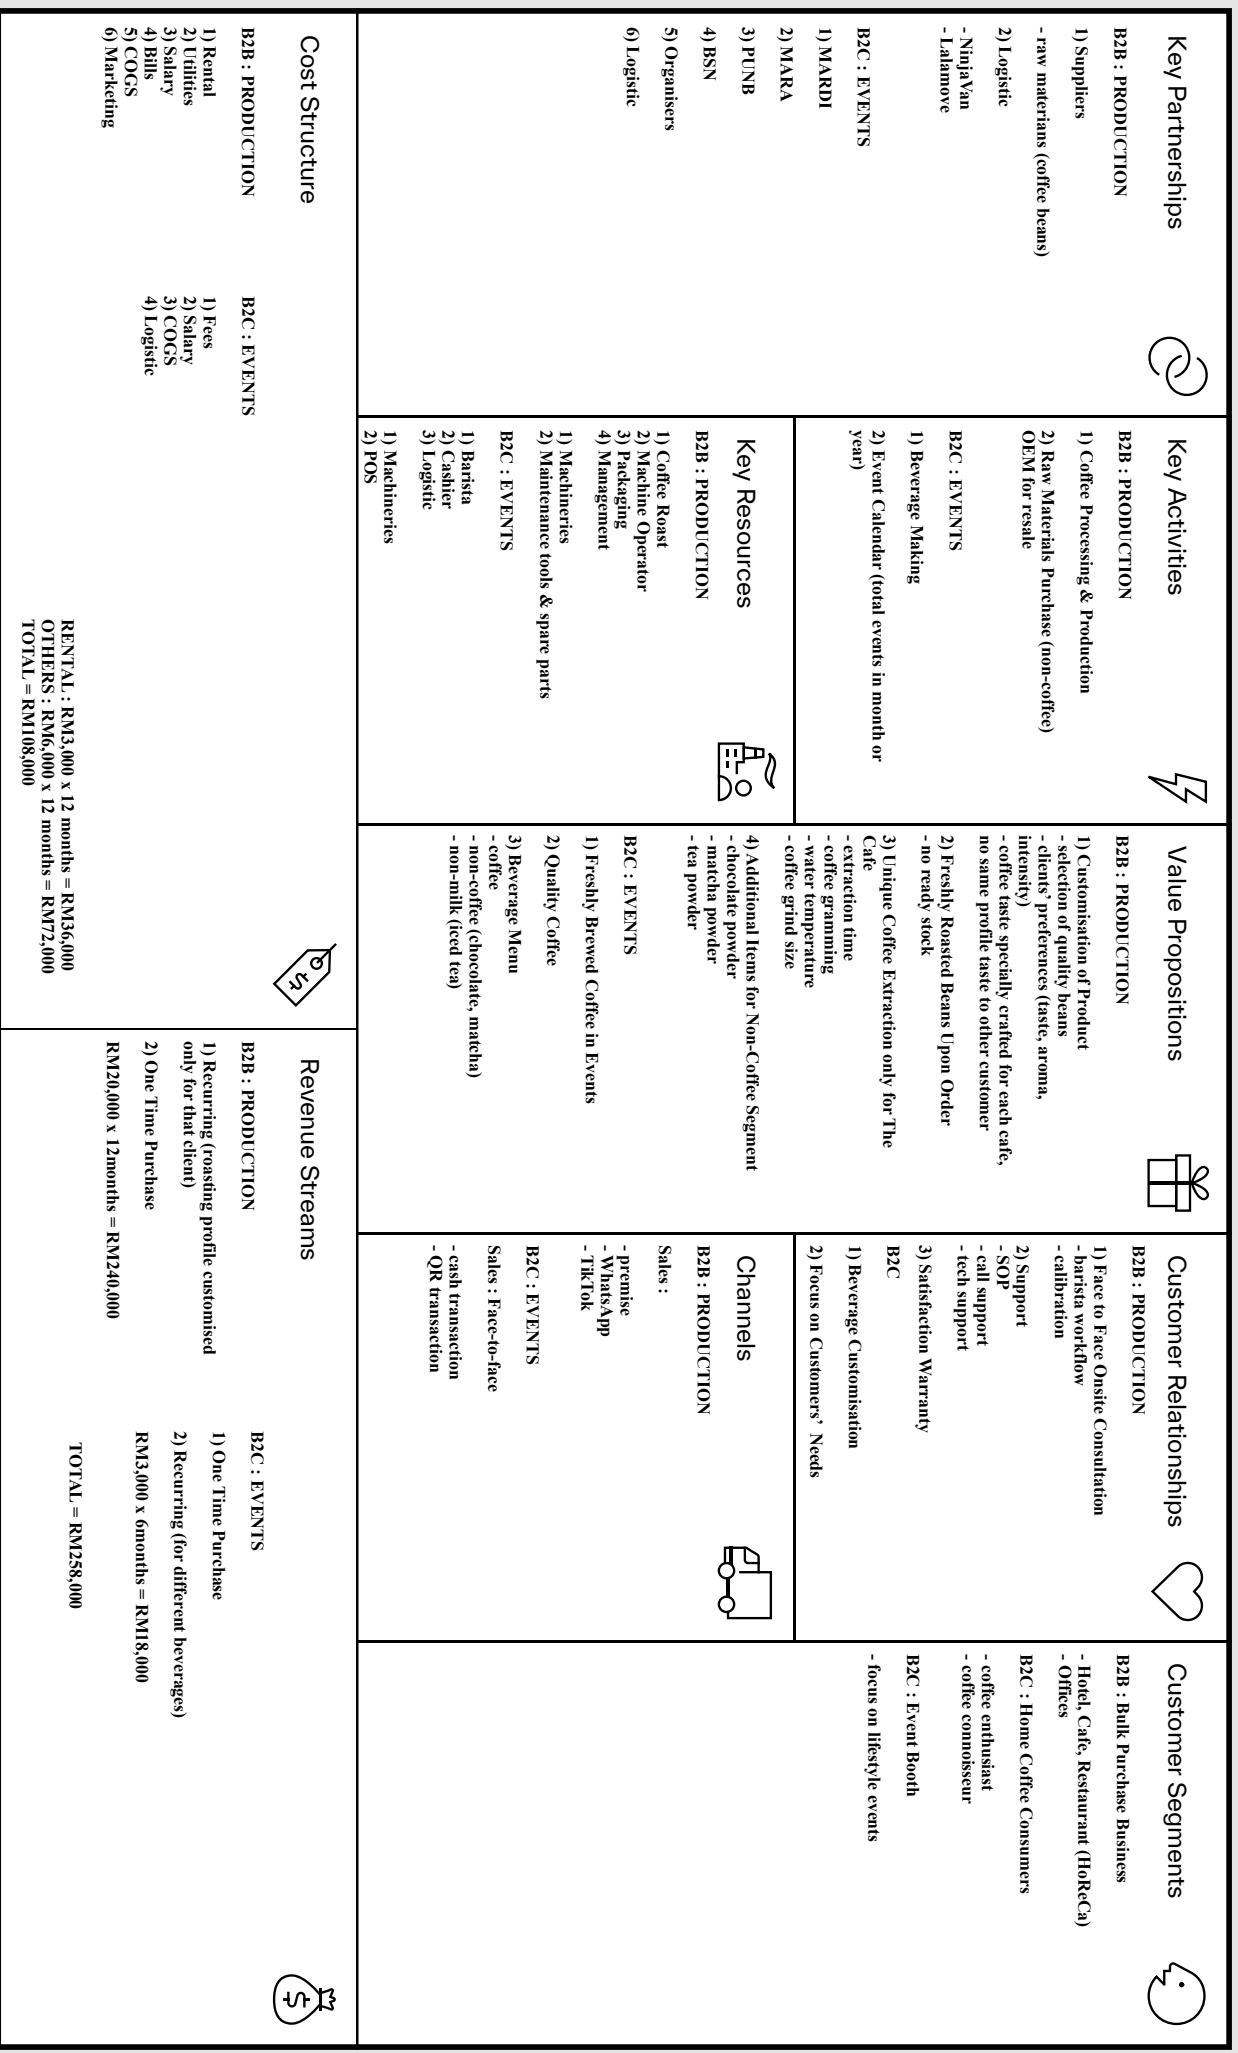 Key Partnerships
B2B : PRODUCTION
1) Suppliers
- raw materians (coffee beans)
2) Logistic
- NinjaVan
- Lalamove
B2C : EVENTS
1) MARDI
2) MARA
3) PUNB
4) BSN
5) Organisers
6) Logistic
Key Activities
B2B : PRODUCTION
1) Coffee Processing & Production
2) Raw Materials Purchase (non-coffee)
OEM for resale
B2C : EVENTS
1) Beverage Making
2) Event Calendar (total events in month or
year)
Key Resources
B2B : PRODUCTION
1) Coffee Roast
2) Machine Operator
3) Packaging
4) Management
1) Machineries
2) Maintenance tools & spare parts
B2C : EVENTS
1) Barista
2) Cashier
3) Logistic
1) Machineries
2) POS
Value Propositions
B2B : PRODUCTION
1) Customisation of Product
- selection of quality beans
- clients' preferences (taste, aroma,
intensity)
- coffee taste specially crafted for each cafe,
no same profile taste to other customer
2) Freshly Roasted Beans Upon Order
- no ready stock
3) Unique Coffee Extraction only for The
Cafe
- extraction time
- coffee gramming
- water temperature
- coffee grind size
4) Additional Items for Non-Coffee Segment
- chocolate powder
- matcha powder
- tea powder
B2C : EVENTS
1) Freshly Brewed Coffee in Events
2) Quality Coffee
3) Beverage Menu
- coffee
- non-coffee (chocolate, matcha)
- non-milk (iced tea)
Customer Relationships
B2B : PRODUCTION
1) Face to Face Onsite Consultation
- barista workflow
- calibration
2) Support
- SOP
- call support
- tech support
3) Satisfaction Warranty
B2C
1) Beverage Customisation
2) Focus on Customers' Needs
Channels
B2B : PRODUCTION
Sales :
- premise
- WhatsApp
- TikTok
B2C : EVENTS
Sales : Face-to-face
- cash transaction
- QR transaction
Customer Segments
B2B : Bulk Purchase Business
- Hotel, Cafe, Restaurant (HoReCa)
- Offices
B2C : Home Coffee Consumers
- coffee enthusiast
- coffee connoisseur
B2C : Event Booth
- focus on lifestyle events
Cost Structure
B2B : PRODUCTION
1) Rental
2) Utilities
3) Salary
4) Bills
5) COGS
6) Marketing
B2C : EVENTS
1) Fees
2) Salary
3) COGS
4) Logistic
RENTAL : RM3,000 x 12 months = RM36,000
OTHERS : RM6,000 x 12 months = RM72,000
TOTAL = RM108,000
$
Revenue Streams
B2B : PRODUCTION
1) Recurring (roasting profile customised
only for that client)
2) One Time Purchase
RM20,000 x 12months = RM240,000
B2C : EVENTS
1) One Time Purchase
2) Recurring (for different beverages)
RM3,000 x 6months = RM18,000
TOTAL = RM258,000
$